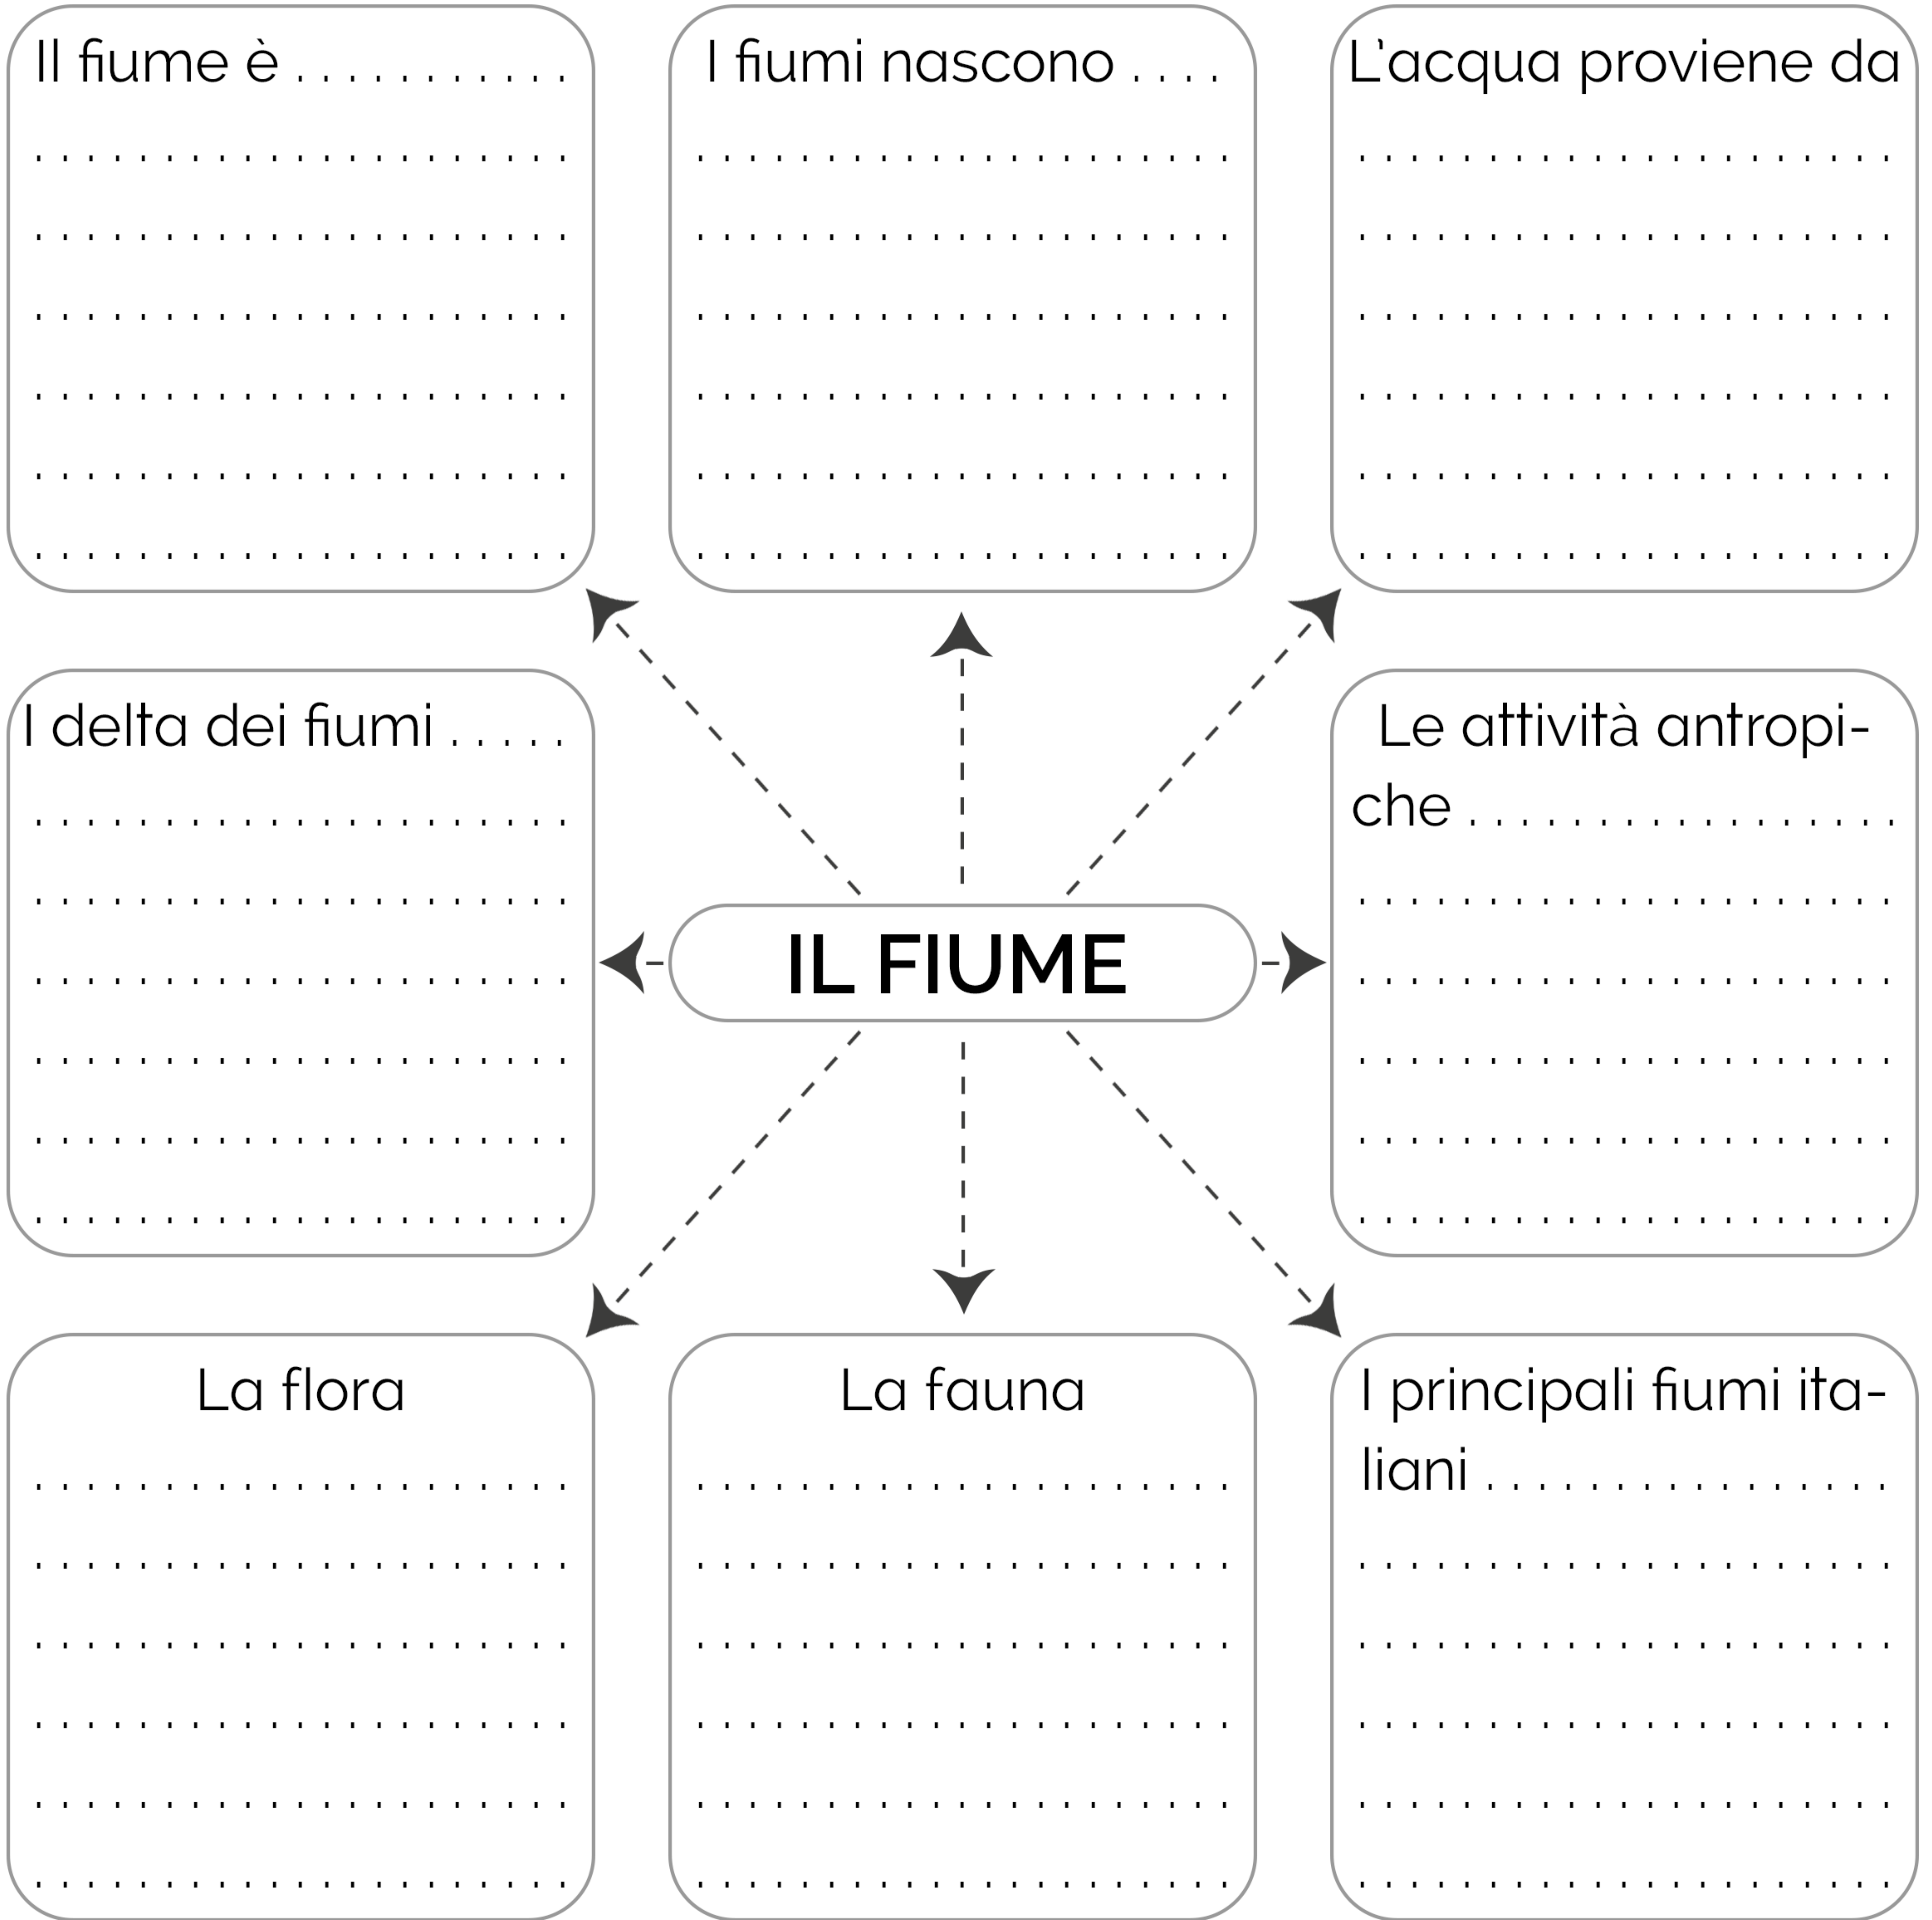 Il fiume è . . . . . . . . . . .
I fiumi nascono . . . .
L'acqua proviene da
I delta dei fiumi . . . . .
Le attività antropi-
che . . . . . . . . . . . . . . . . .
IL FIUME
La flora
La fauna
I principali fiumi ita-
liani . . . . . . . . . . . . . . . .